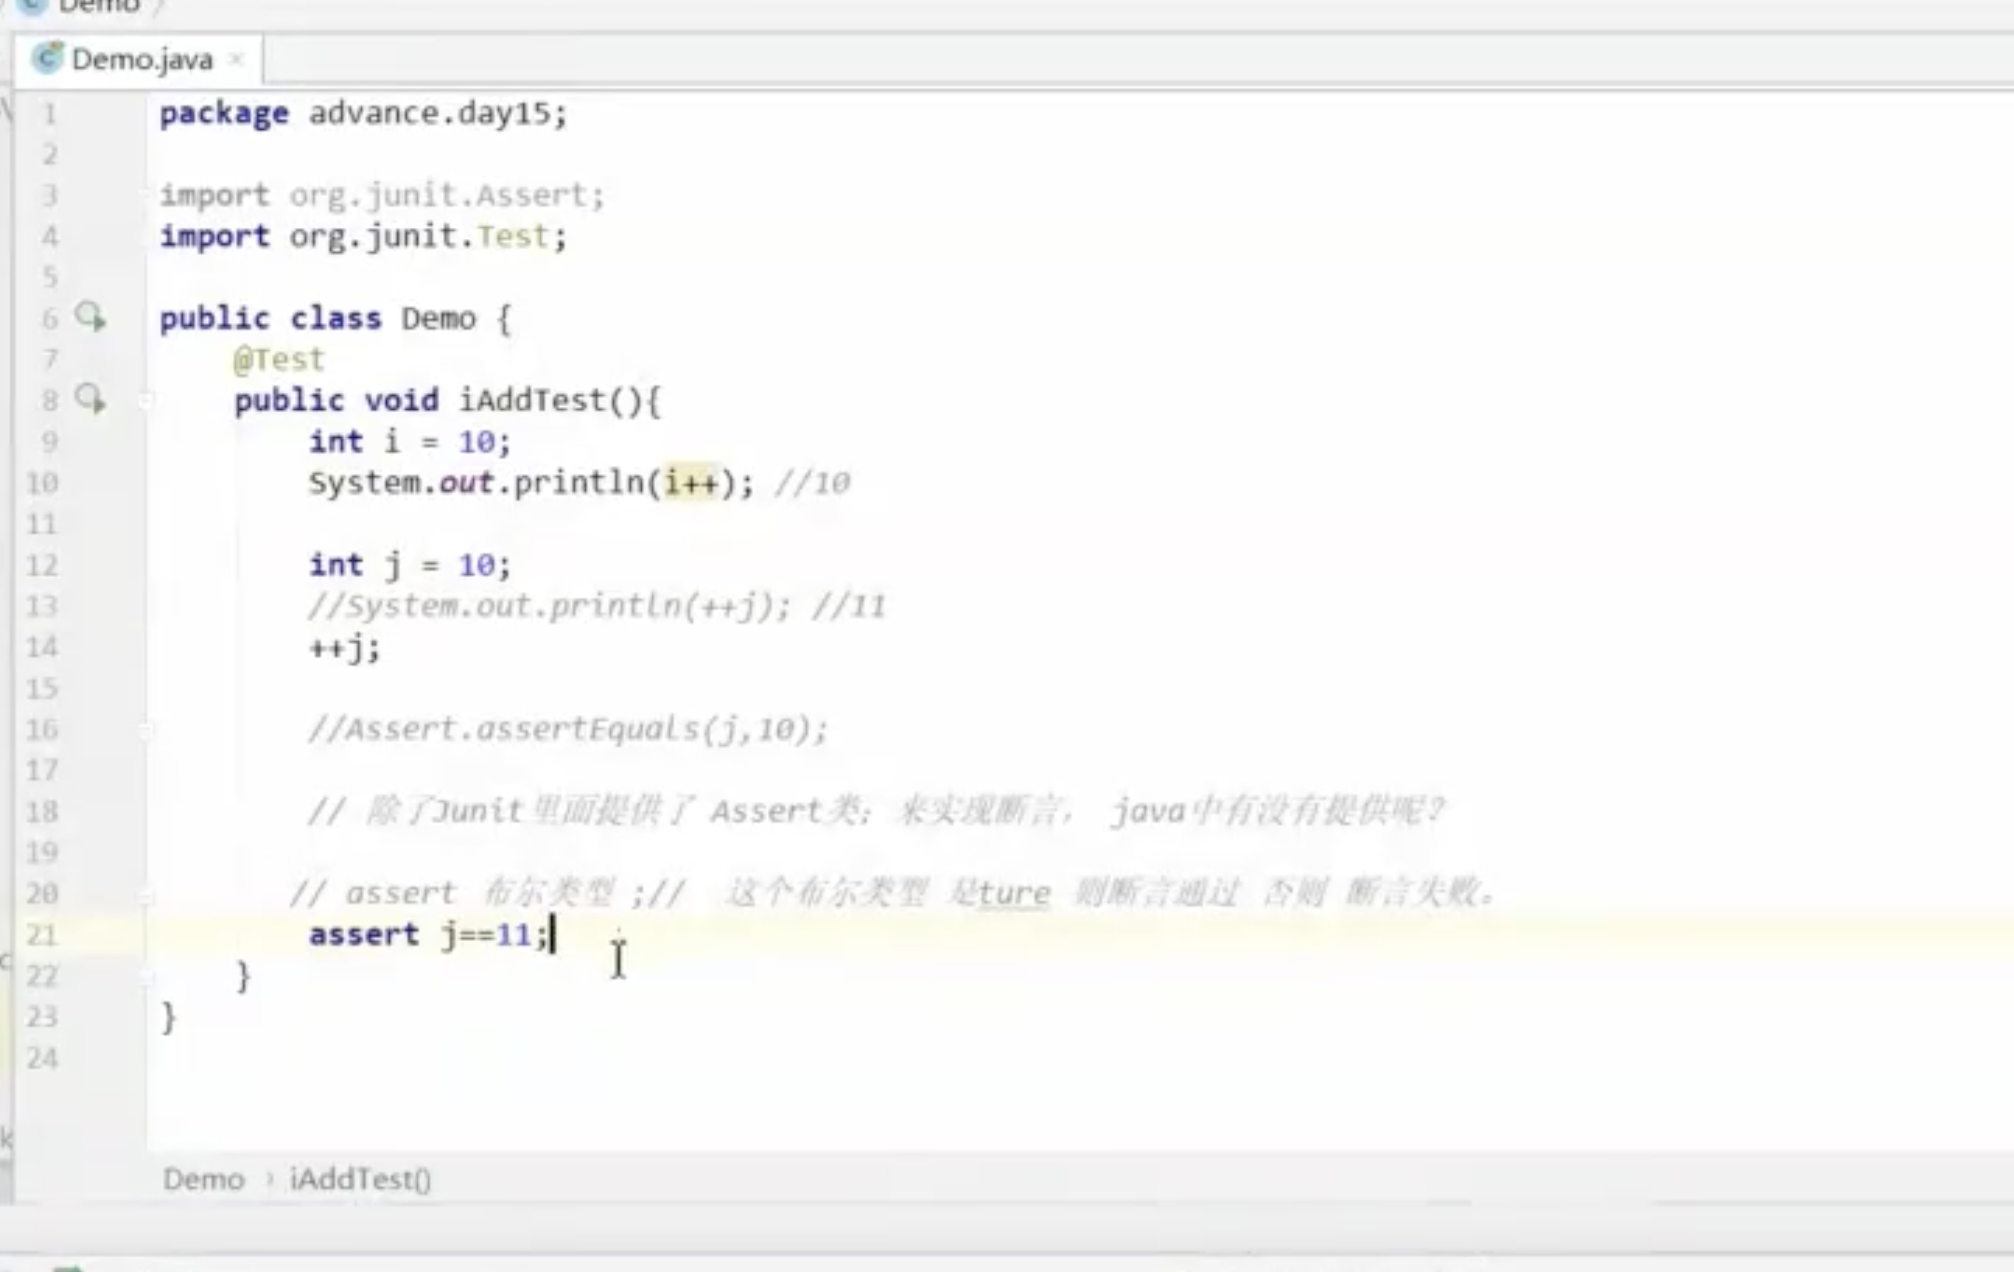 Demo
Demo.java
1 package advance.day15;
2
3 import org.junit.Assert;
4 import org.junit.Test;
5
6 public class Demo {
7 @Test
8 public void iAddTest(){
9 int i = 10;
10 System.out.println(i++); //10
11
12 int j = 10;
13 //System.out.println(++j); //11
14 ++j;
15
16 //Assert.assertEquals(j,10);
17
18 // 除了Junit里面提供了 Assert类；来实现断言， java中有没有提供呢？
19
20 // assert 布尔类型 ;// 这个布尔类型 是ture 则断言通过 否则 断言失败。
21 assert j==11;
22 }
23 }
24
Demo › iAddTest()